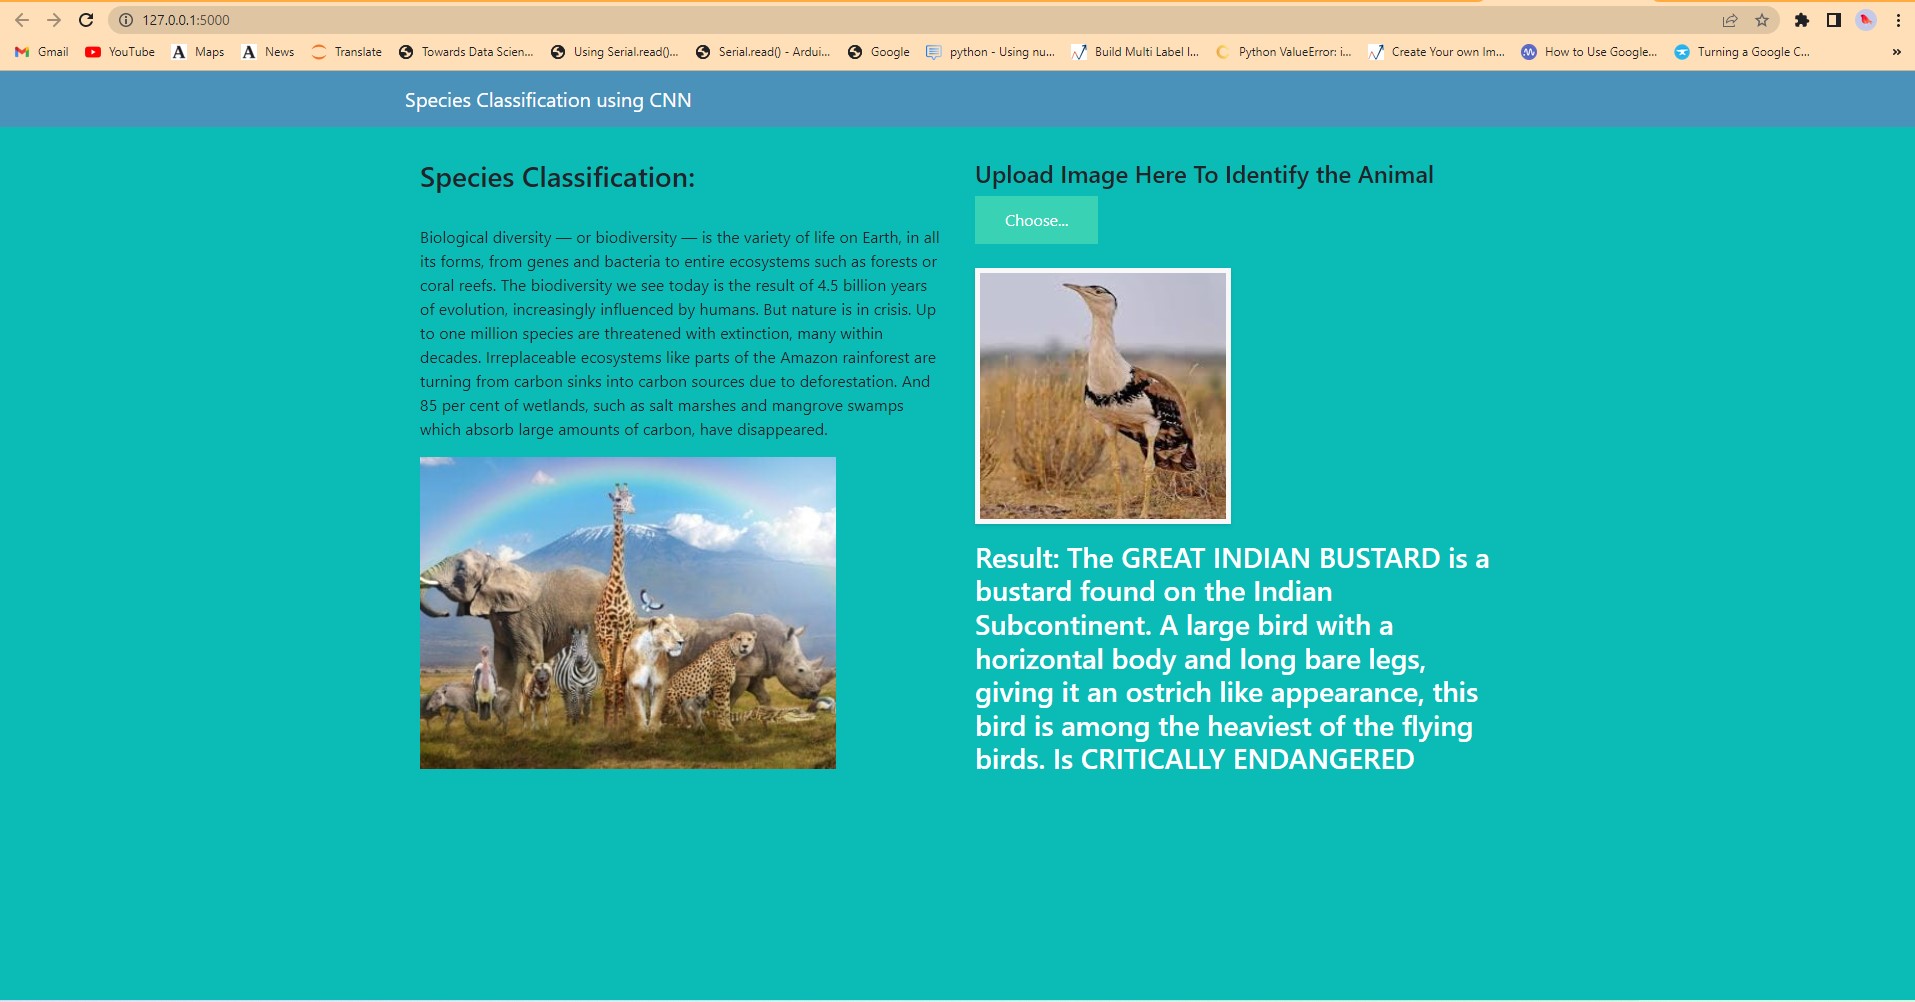 127.0.0.1:5000
Gmail YouTube Maps News Translate Towards Data Scien... Using Serial.read()... Serial.read() - Ardui... Google python - Using nu... Build Multi Label I... Python ValueError: i... Create Your own Im... How to Use Google... Turning a Google C... »
Species Classification using CNN
Species Classification:
Biological diversity — or biodiversity — is the variety of life on Earth, in all
its forms, from genes and bacteria to entire ecosystems such as forests or
coral reefs. The biodiversity we see today is the result of 4.5 billion years
of evolution, increasingly influenced by humans. But nature is in crisis. Up
to one million species are threatened with extinction, many within
decades. Irreplaceable ecosystems like parts of the Amazon rainforest are
turning from carbon sinks into carbon sources due to deforestation. And
85 per cent of wetlands, such as salt marshes and mangrove swamps
which absorb large amounts of carbon, have disappeared.
Upload Image Here To Identify the Animal
Choose...
Result: The GREAT INDIAN BUSTARD is a
bustard found on the Indian
Subcontinent. A large bird with a
horizontal body and long bare legs,
giving it an ostrich like appearance, this
bird is among the heaviest of the flying
birds. Is CRITICALLY ENDANGERED